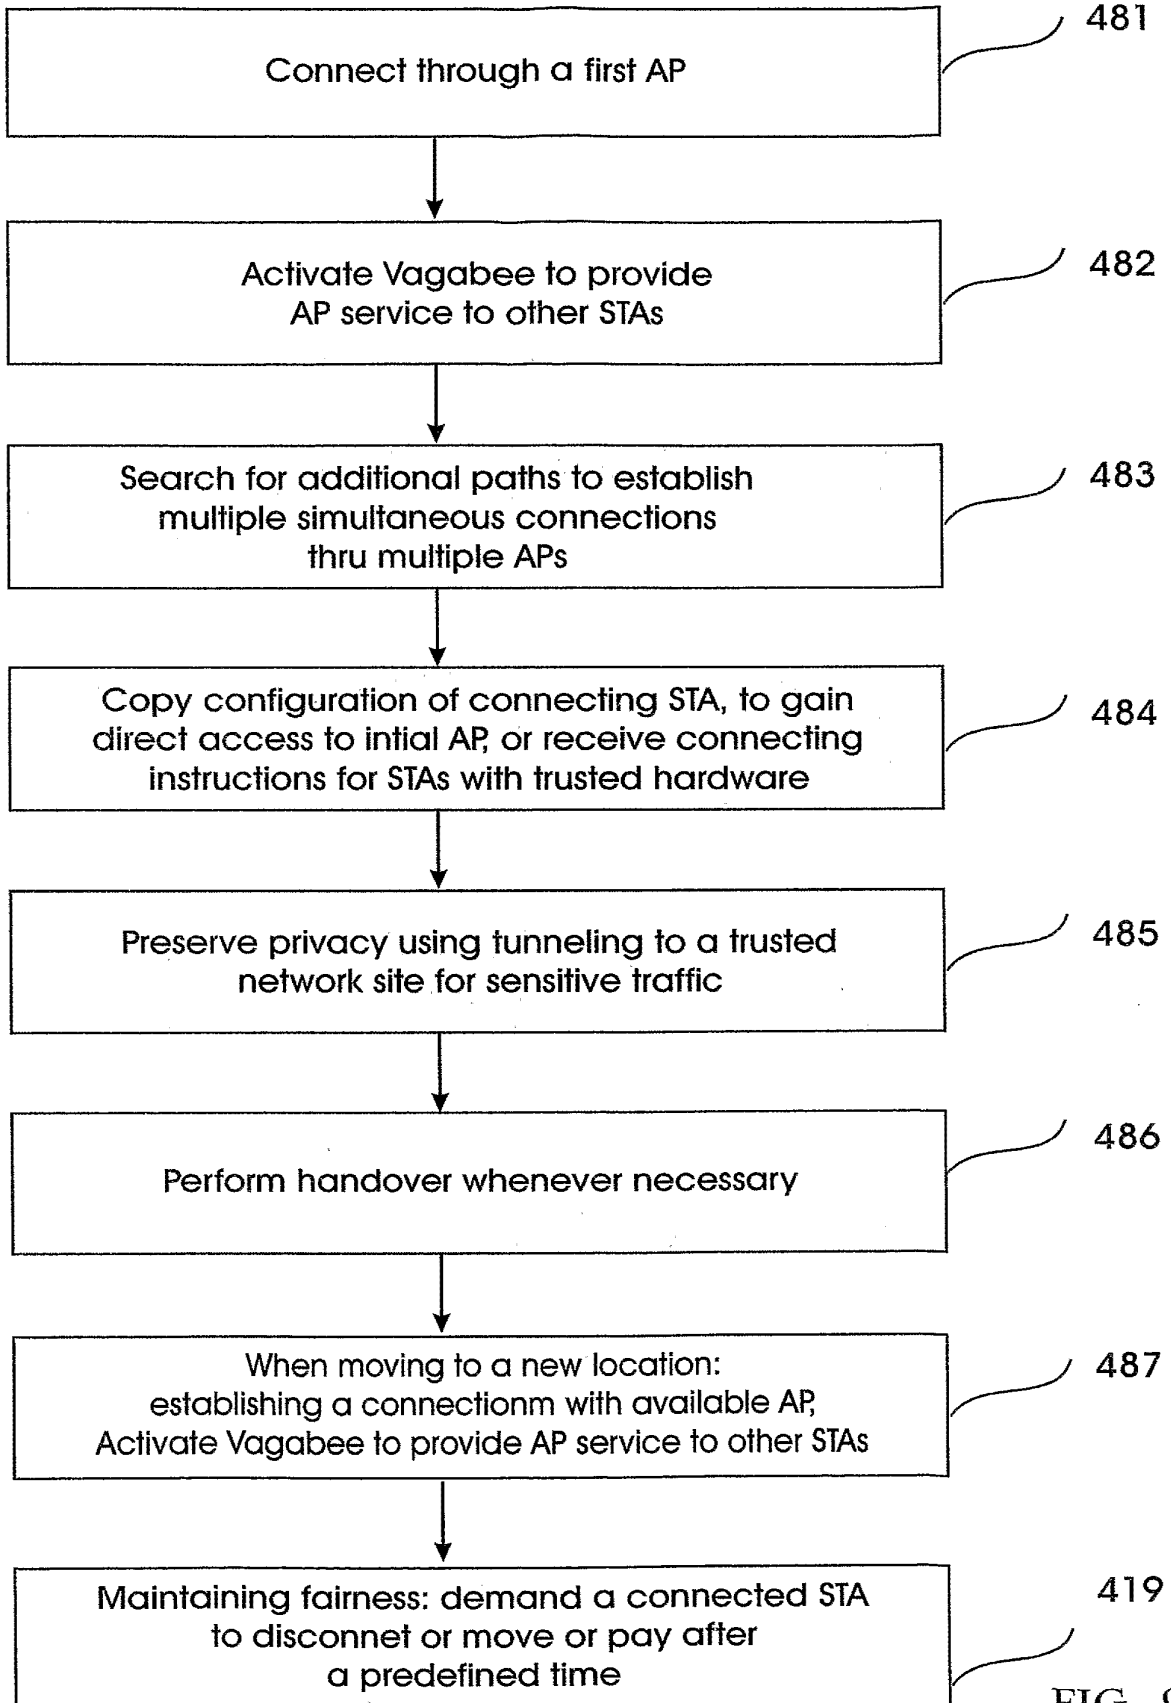 481
Connect through a first AP
482
Activate Vagabee to provide
AP service to other STAs
483
Search for additional paths to establish
multiple simultaneous connections
thru multiple APs
484
Copy configuration of connecting STA, to gain
direct access to intial AP, or receive connecting
instructions for STAs with trusted hardware
485
Preserve privacy using tunneling to a trusted
network site for sensitive traffic
486
Perform handover whenever necessary
487
When moving to a new location:
establishing a connectionm with available AP,
Activate Vagabee to provide AP service to other STAs
419
Maintaining fairness: demand a connected STA
to disconnet or move or pay after
a predefined time
FIG.